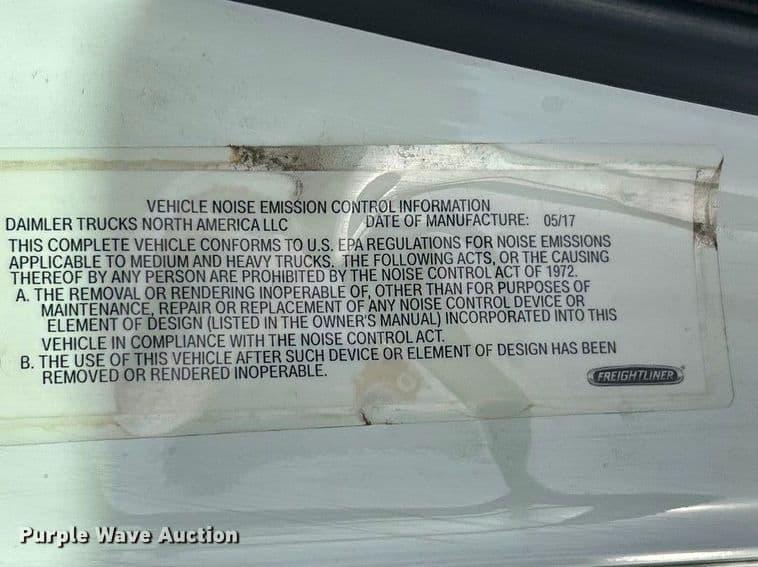 VEHICLE NOISE EMISSION CONTROL INFORMATION
DAIMLER TRUCKS NORTH AMERICA LLC DATE OF MANUFACTURE: 05/17
THIS COMPLETE VEHICLE CONFORMS TO U.S. EPA REGULATIONS FOR NOISE EMISSIONS
APPLICABLE TO MEDIUM AND HEAVY TRUCKS. THE FOLLOWING ACTS, OR THE CAUSING
THEREOF BY ANY PERSON ARE PROHIBITED BY THE NOISE CONTROL ACT OF 1972.
A. THE REMOVAL OR RENDERING INOPERABLE OF, OTHER THAN FOR PURPOSES OF
MAINTENANCE, REPAIR OR REPLACEMENT OF ANY NOISE CONTROL DEVICE OR
ELEMENT OF DESIGN (LISTED IN THE OWNER'S MANUAL) INCORPORATED INTO THIS
VEHICLE IN COMPLIANCE WITH THE NOISE CONTROL ACT.
B. THE USE OF THIS VEHICLE AFTER SUCH DEVICE OR ELEMENT OF DESIGN HAS BEEN
REMOVED OR RENDERED INOPERABLE.
FREIGHTLINER
Purple Wave Auction